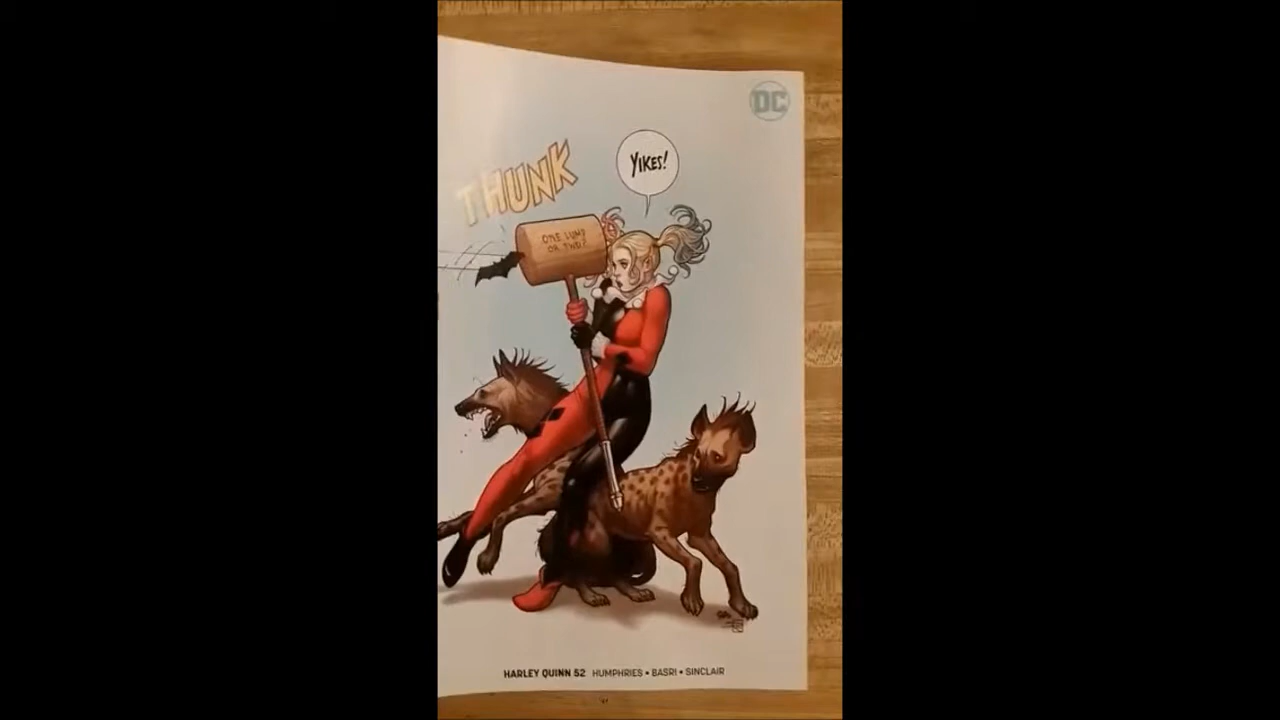 DC
YIKES!
THUNK
ONE LUMP
OR TWO?
HARLEY QUINN 52 HUMPHRIES • BASRI • SINCLAIR